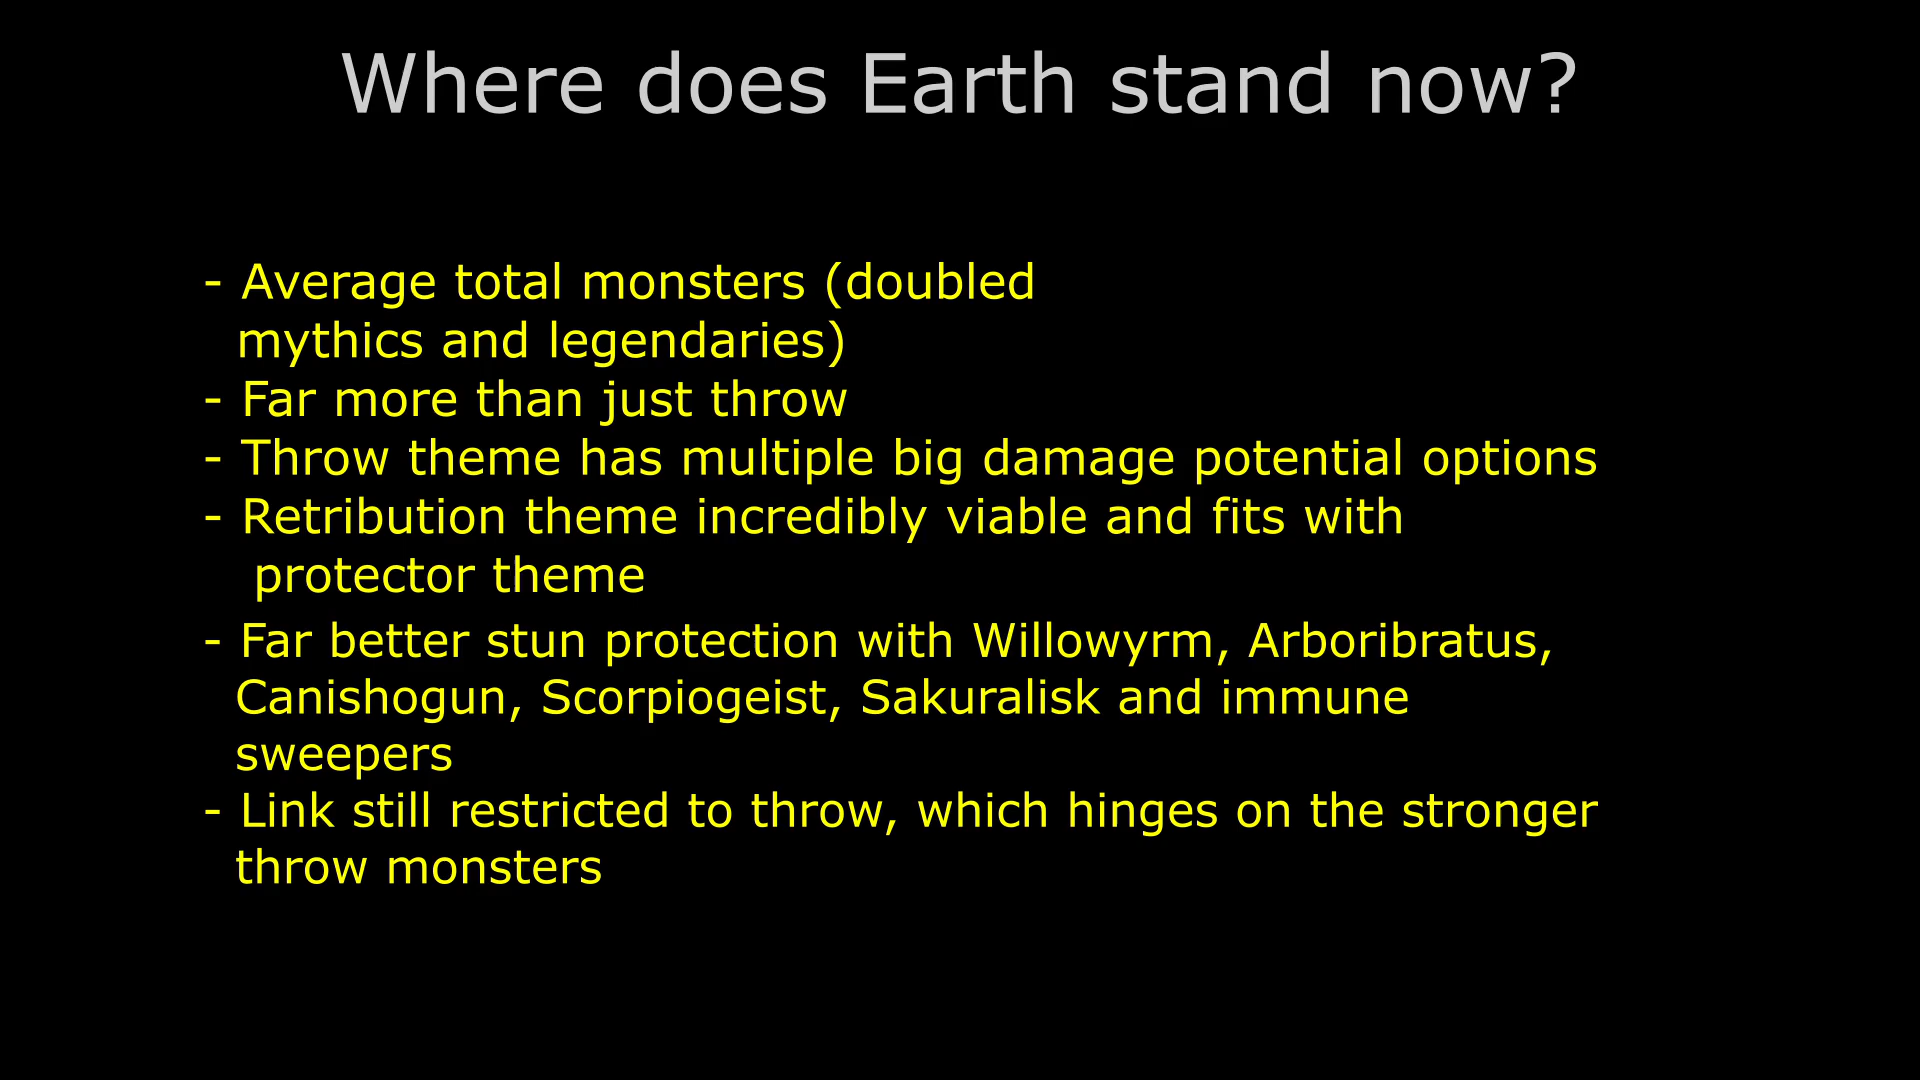 Where does Earth stand now?
- Average total monsters (doubled
mythics and legendaries)
- Far more than just throw
- Throw theme has multiple big damage potential options
- Retribution theme incredibly viable and fits with
protector theme
- Far better stun protection with Willowyrm, Arboribratus,
Canishogun, Scorpiogeist, Sakuralisk and immune
sweepers
- Link still restricted to throw, which hinges on the stronger
throw monsters